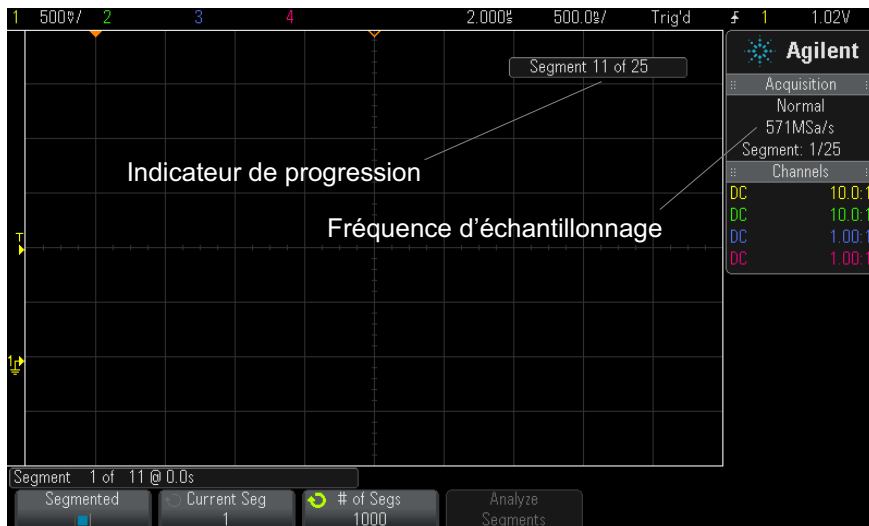 1 500♈/ 2 3 4 2.000㎲ 500.0㎱/ Trig'd 1 1.02V
Agilent
Segment 11 of 25
Acquisition
Normal
571MSa/s
Segment: 1/25
Indicateur de progression
Channels
DC 10.0:1
DC 10.0:1
DC 1.00:1
DC 1.00:1
Fréquence d'échantillonnage
T
1
Segment 1 of 11 @ 0.0s
Segmented
Current Seg
1
# of Segs
1000
Analyze
Segments